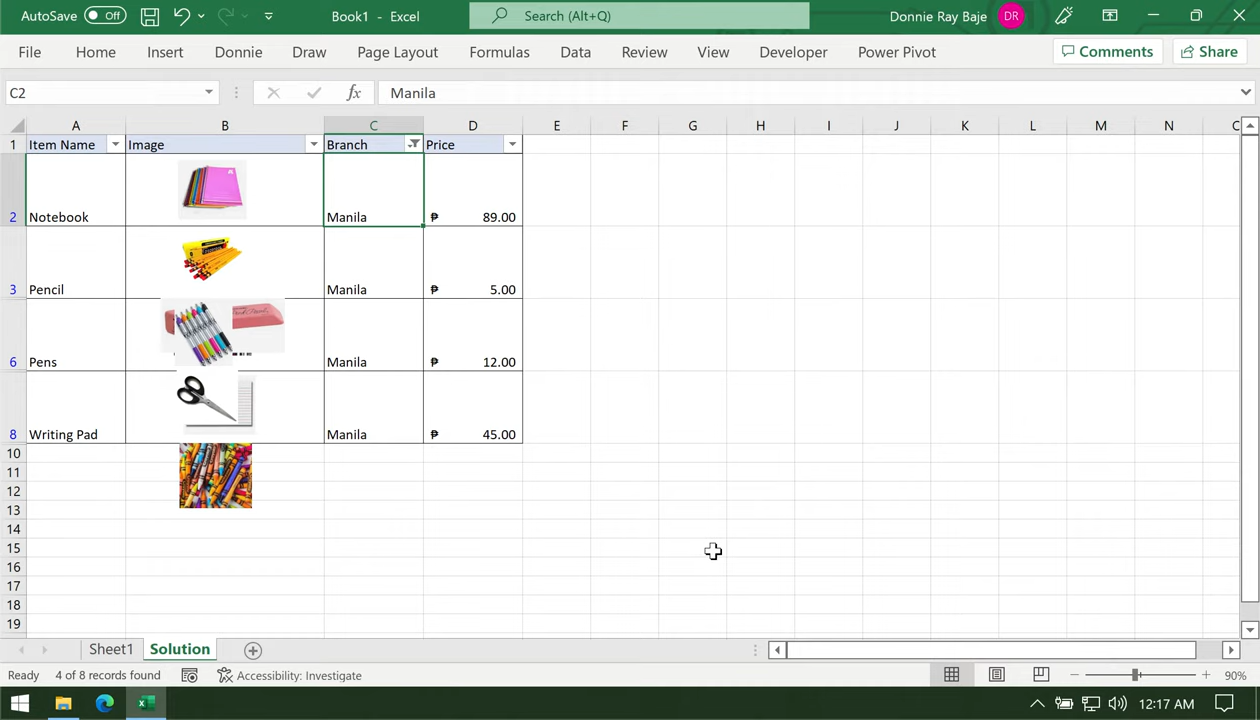 AutoSave Off Book1 - Excel Search (Alt+Q) Donnie Ray Baje DR
File Home Insert Donnie Draw Page Layout Formulas Data Review View Developer Power Pivot Comments Share
C2 fx Manila
A B C D E F G H I J K L M N
1 Item Name Image Branch Price
2 Notebook Manila ₱ 89.00
3 Pencil Manila ₱ 5.00
6 Pens Manila ₱ 12.00
8 Writing Pad Manila ₱ 45.00
10
11
12
13
14
15
16
17
18
19
Sheet1 Solution
Ready 4 of 8 records found Accessibility: Investigate 90%
12:17 AM